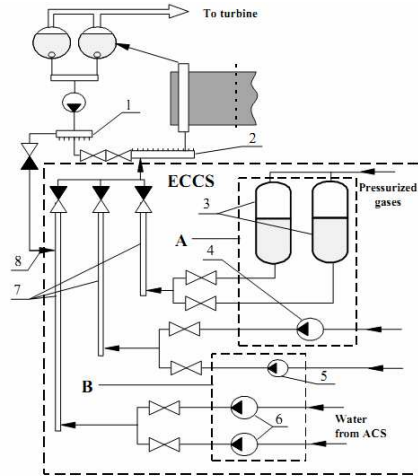 To turbine
1
2
ECCS
Pressurized
gases
3
A
4
8
7
5
B
6
Water
from ACS